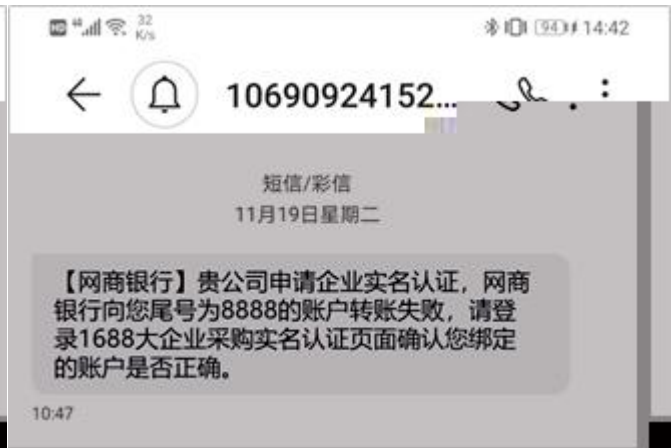 HD 4G 32 K/s 94 14:42
10690924152...
短信/彩信
11月19日星期二
【网商银行】贵公司申请企业实名认证，网商
银行向您尾号为8888的账户转账失败，请登
录1688大企业采购实名认证页面确认您绑定
的账户是否正确。
10:47